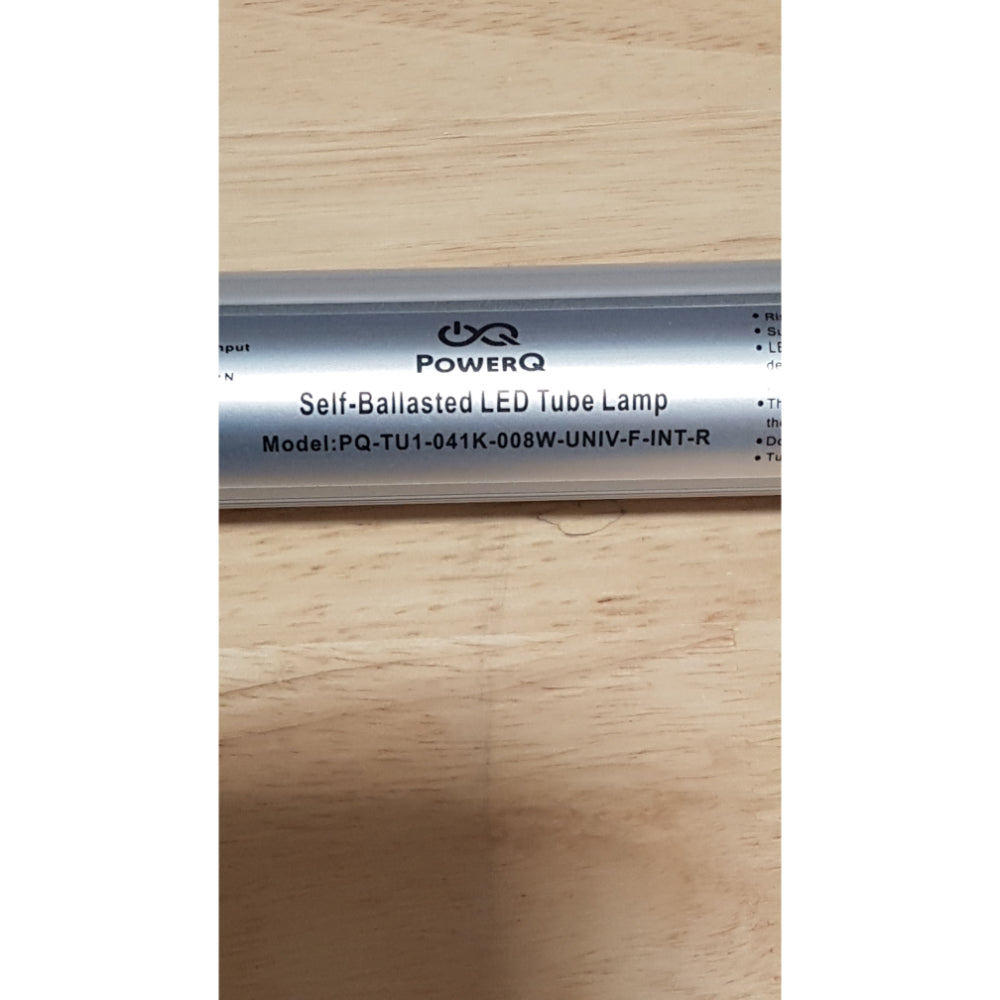 POWERQ
Self-Ballasted LED Tube Lamp
Model:PQ-TU1-041K-008W-UNIV-F-INT-R
N